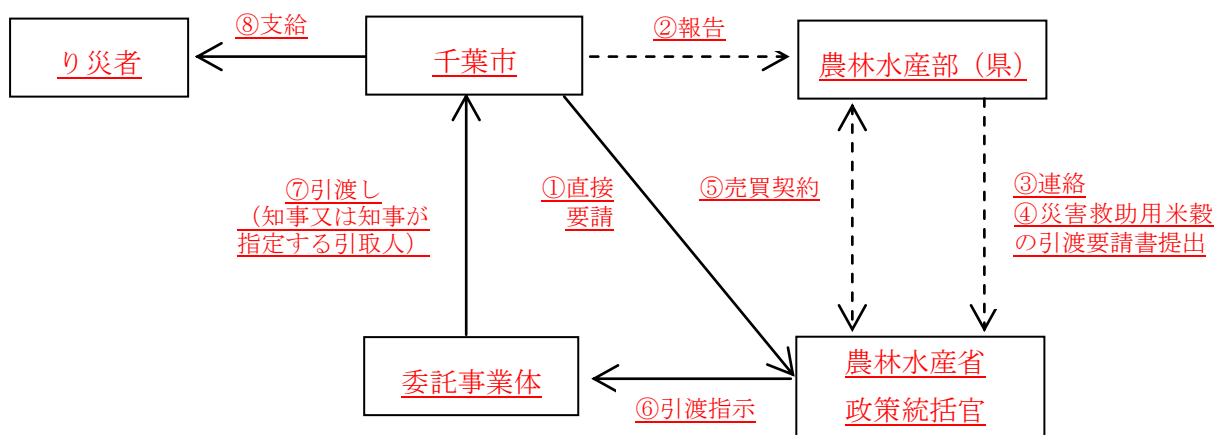 ⑧支給
②報告
り災者
千葉市
農林水産部（県）
⑦引渡し
（知事又は知事が
指定する引取人）
①直接
要請
⑤売買契約
③連絡
④災害救助用米穀
の引渡要請書提出
委託事業体
⑥引渡指示
農林水産省
政策統括官